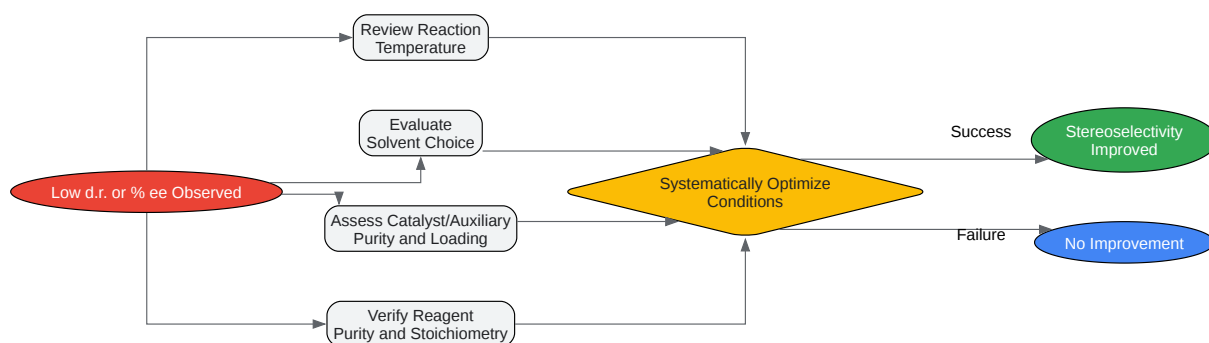 Review Reaction
Temperature
Evaluate
Solvent Choice
Success
Stereoselectivity
Improved
Low d.r. or % ee Observed
Systematically Optimize
Conditions
Assess Catalyst/Auxiliary
Purity and Loading
Failure
No Improvement
Verify Reagent
Purity and Stoichiometry